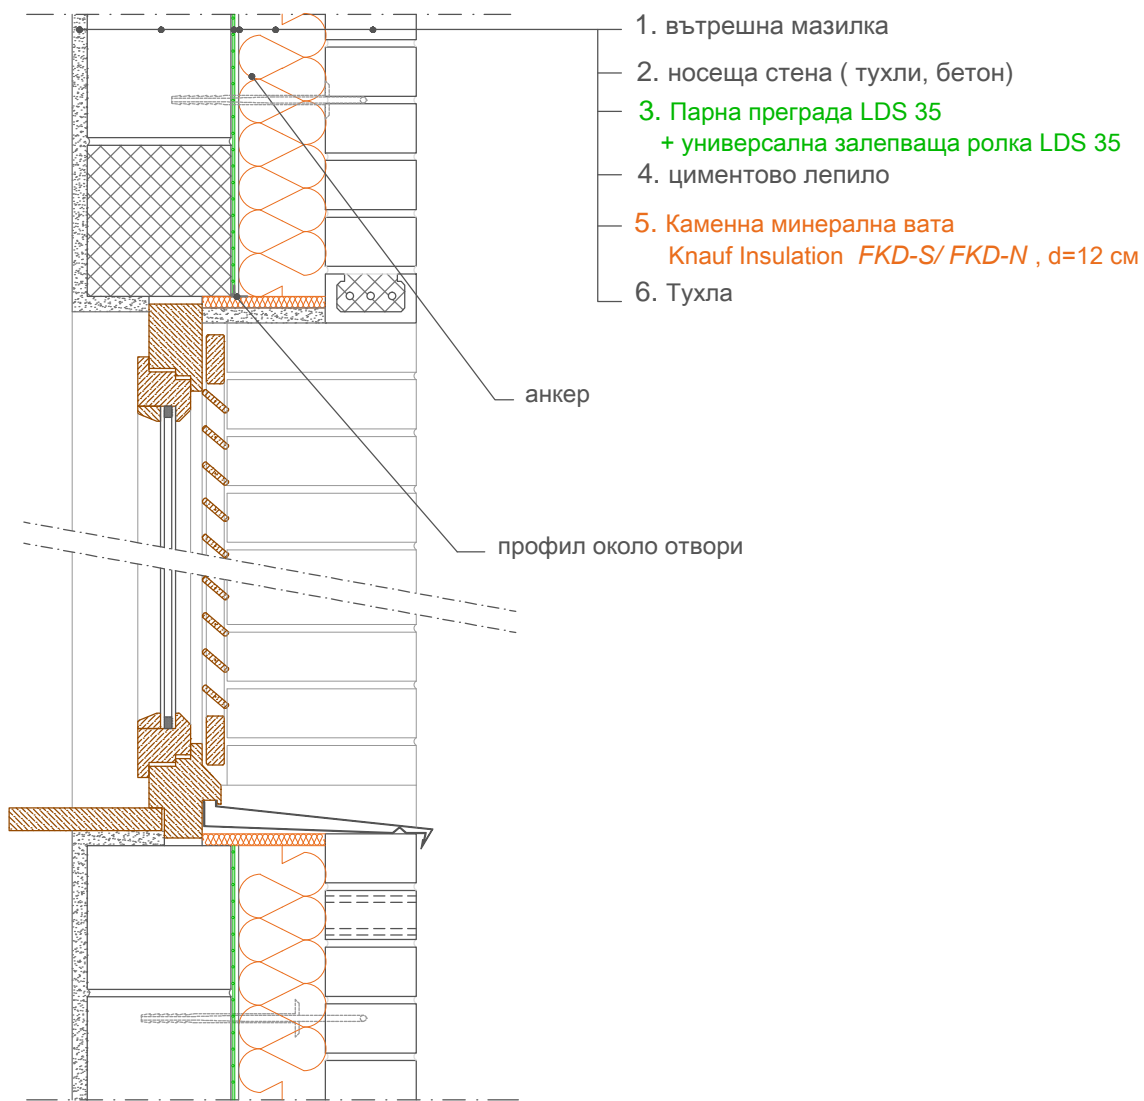 1. вътрешна мазилка
2. носеща стена ( тухли, бетон)
3. Парна преграда LDS 35
+ универсална залепваща ролка LDS 35
4. циментово лепило
5. Каменна минерална вата
Knauf Insulation FKD-S/ FKD-N , d=12 см
6. Тухла
анкер
профил около отвори